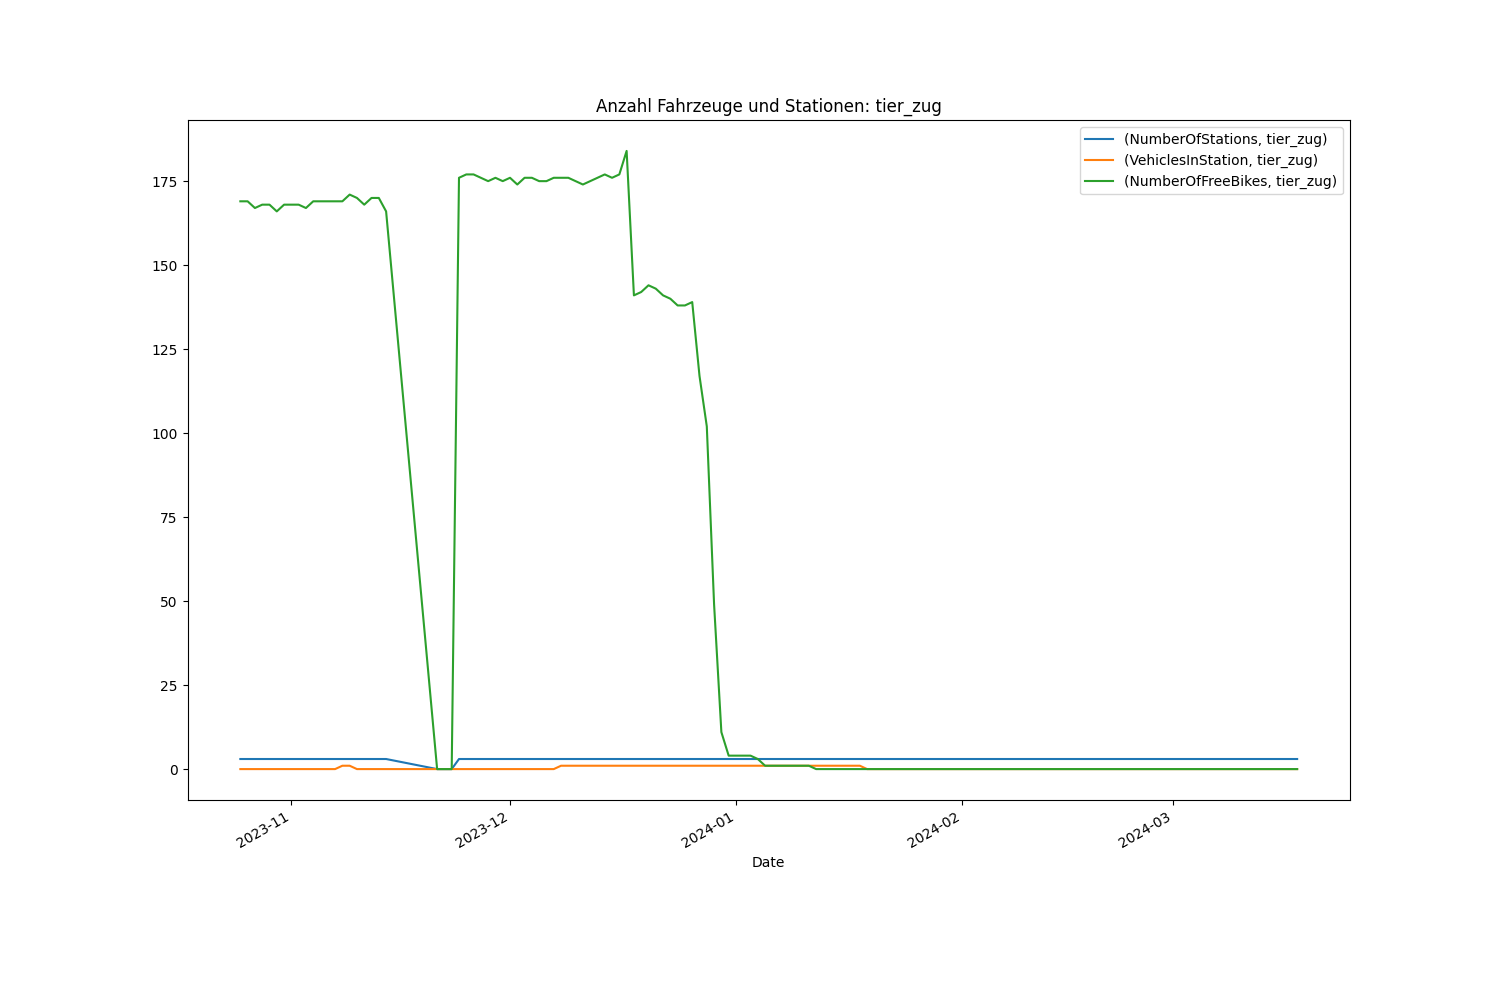 Anzahl Fahrzeuge und Stationen: tier_zug
(NumberOfStations, tier_zug)
(VehiclesInStation, tier_zug)
(NumberOfFreeBikes, tier_zug)
175
150
125
100
75
50
25
0
2023-11
2023-12
2024-01
2024-02
2024-03
Date